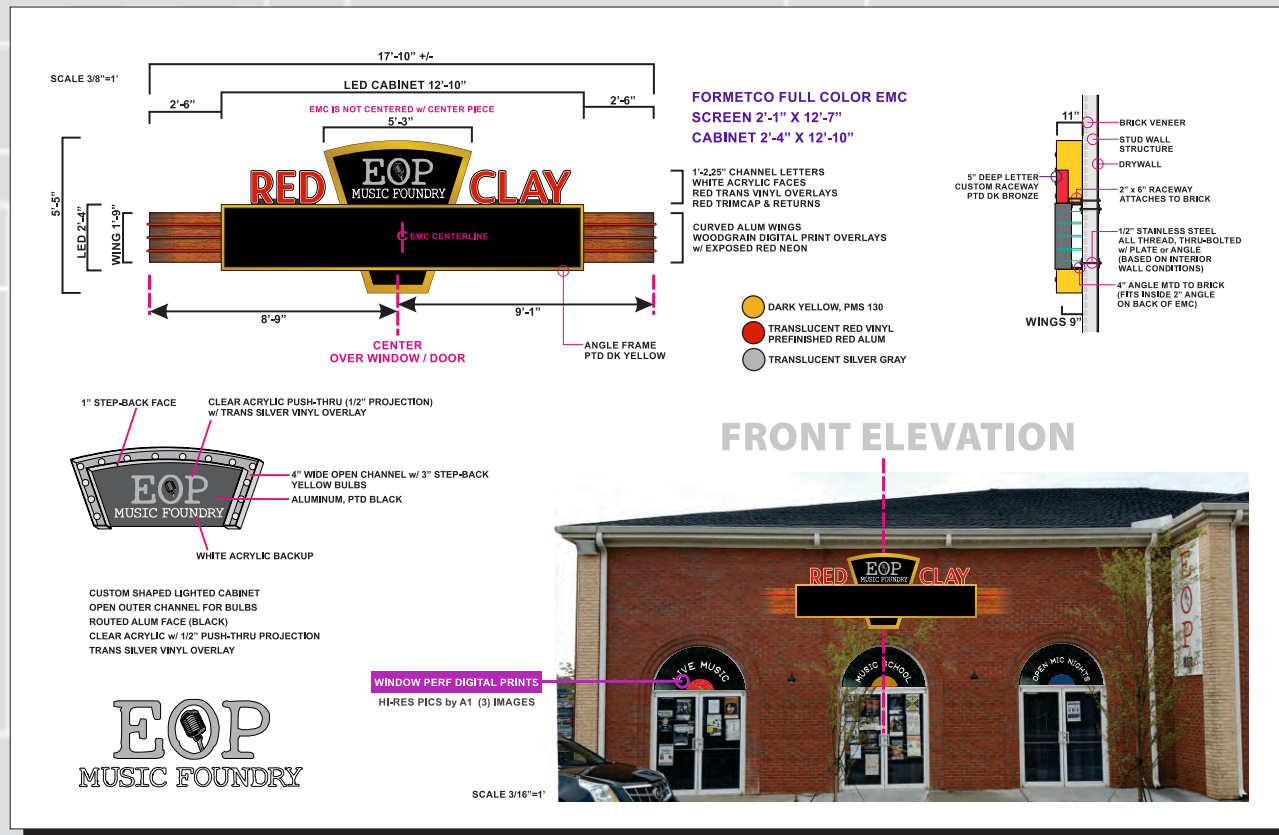 SCALE 3/8"=1'
17'-10" +/-
LED CABINET 12'-10"
2'-6"
2'-6"
EMC IS NOT CENTERED w/ CENTER PIECE
5'-3"
5'-5"
LED 2'-4"
WING 1'-9"
RED
EOP
MUSIC FOUNDRY
CLAY
EMC CENTERLINE
8'-9"
9'-1"
CENTER
OVER WINDOW / DOOR
ANGLE FRAME
PTD DK YELLOW
FORMETCO FULL COLOR EMC
SCREEN 2'-1" X 12'-7"
CABINET 2'-4" X 12'-10"
1'-2.25" CHANNEL LETTERS
WHITE ACRYLIC FACES
RED TRANS VINYL OVERLAYS
RED TRIMCAP & RETURNS
CURVED ALUM WINGS
WOODGRAIN DIGITAL PRINT OVERLAYS
w/ EXPOSED RED NEON
DARK YELLOW, PMS 130
TRANSLUCENT RED VINYL
PREFINISHED RED ALUM
TRANSLUCENT SILVER GRAY
11"
BRICK VENEER
STUD WALL
STRUCTURE
DRYWALL
5" DEEP LETTER
CUSTOM RACEWAY
PTD DK BRONZE
2" x 6" RACEWAY
ATTACHES TO BRICK
1/2" STAINLESS STEEL
ALL THREAD, THRU-BOLTED
w/ PLATE or ANGLE
(BASED ON INTERIOR
WALL CONDITIONS)
4" ANGLE MTD TO BRICK
(FITS INSIDE 2" ANGLE
ON BACK OF EMC)
WINGS 9"
1" STEP-BACK FACE
CLEAR ACRYLIC PUSH-THRU (1/2" PROJECTION)
w/ TRANS SILVER VINYL OVERLAY
EOP
MUSIC FOUNDRY
4" WIDE OPEN CHANNEL w/ 3" STEP-BACK
YELLOW BULBS
ALUMINUM, PTD BLACK
WHITE ACRYLIC BACKUP
CUSTOM SHAPED LIGHTED CABINET
OPEN OUTER CHANNEL FOR BULBS
ROUTED ALUM FACE (BLACK)
CLEAR ACRYLIC w/ 1/2" PUSH-THRU PROJECTION
TRANS SILVER VINYL OVERLAY
EOP
MUSIC FOUNDRY
FRONT ELEVATION
RED
EOP
MUSIC FOUNDRY
CLAY
EOP
LIVE MUSIC
MUSIC SCHOOL
OPEN MIC NIGHTS
WINDOW PERF DIGITAL PRINTS
HI-RES PICS by A1 (3) IMAGES
SCALE 3/16"=1'